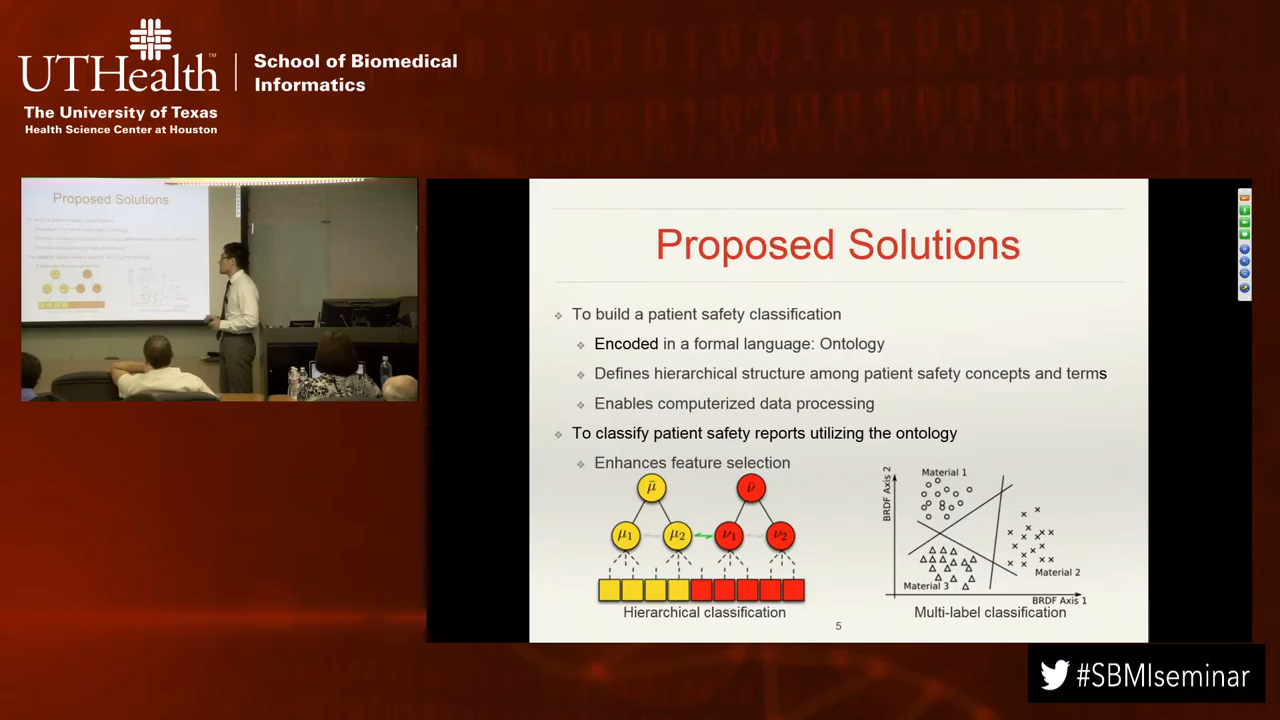 UTHealth™
The University of Texas
Health Science Center at Houston
School of Biomedical
Informatics
Proposed Solutions
Proposed Solutions
To build a patient safety classification
Encoded in a formal language: Ontology
Defines hierarchical structure among patient safety concepts and terms
Enables computerized data processing
To classify patient safety reports utilizing the ontology
Enhances feature selection
μ̄
ν̄
μ1
μ2
ν1
ν2
Hierarchical classification
BRDF Axis 2
Material 1
Material 2
Material 3
BRDF Axis 1
Multi-label classification
5
#SBMIseminar